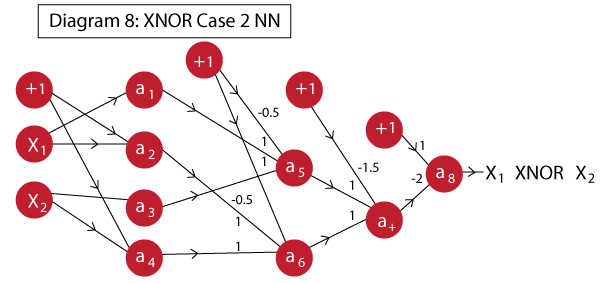 Diagram 8: XNOR Case 2 NN
+1
+1
+1
+1
X1
X2
a1
a2
a3
a4
-0.5
1
1
-0.5
1
1
a5
a6
-1.5
1
1
a+
1
-2
a8
X1 XNOR X2